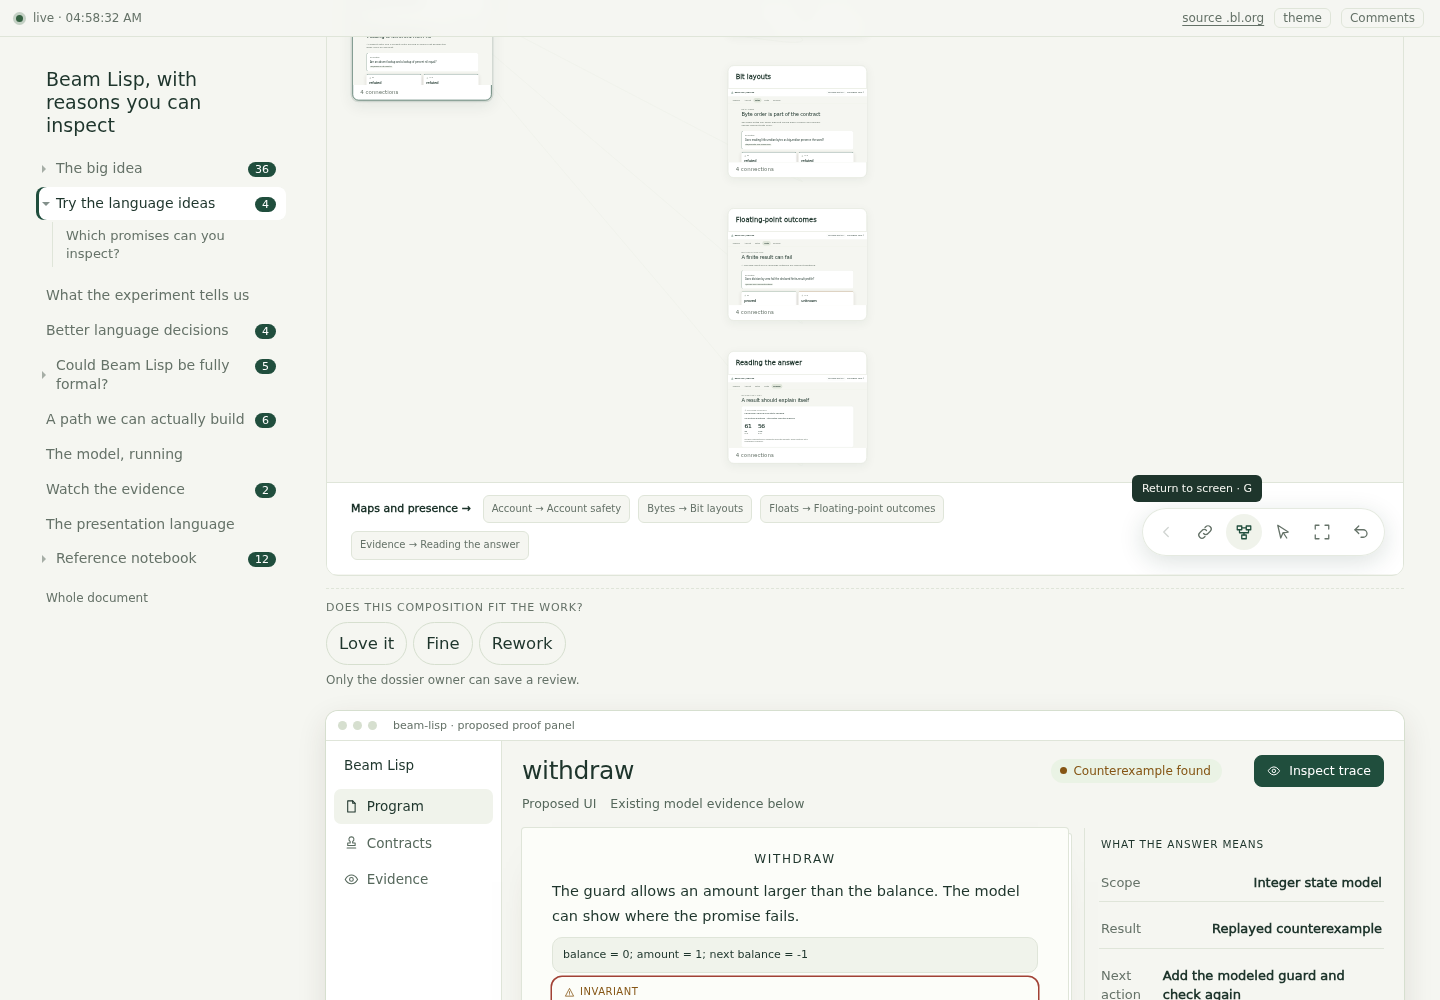 live · 04:58:32 AM
source .bl.org
theme
Comments
Beam Lisp, with
reasons you can
inspect
The big idea
36
Try the language ideas
4
Which promises can you
inspect?
What the experiment tells us
Better language decisions
4
Could Beam Lisp be fully
formal?
5
A path we can actually build
6
The model, running
Watch the evidence
2
The presentation language
Reference notebook
12
Whole document
related
related
4 connections
Bit layouts
Byte order is part of the contract
related
related
4 connections
Floating-point outcomes
A finite result can fail
proved
unknown
4 connections
Reading the answer
A result should explain itself
61
56
4 connections
Maps and presence →
Account → Account safety
Bytes → Bit layouts
Floats → Floating-point outcomes
Evidence → Reading the answer
Return to screen · G
DOES THIS COMPOSITION FIT THE WORK?
Love it
Fine
Rework
Only the dossier owner can save a review.
beam-lisp · proposed proof panel
Beam Lisp
Program
Contracts
Evidence
withdraw
Counterexample found
Inspect trace
Proposed UI
Existing model evidence below
WITHDRAW
The guard allows an amount larger than the balance. The model
can show where the promise fails.
balance = 0; amount = 1; next balance = -1
INVARIANT
WHAT THE ANSWER MEANS
Scope
Integer state model
Result
Replayed counterexample
Next
action
Add the modeled guard and
check again